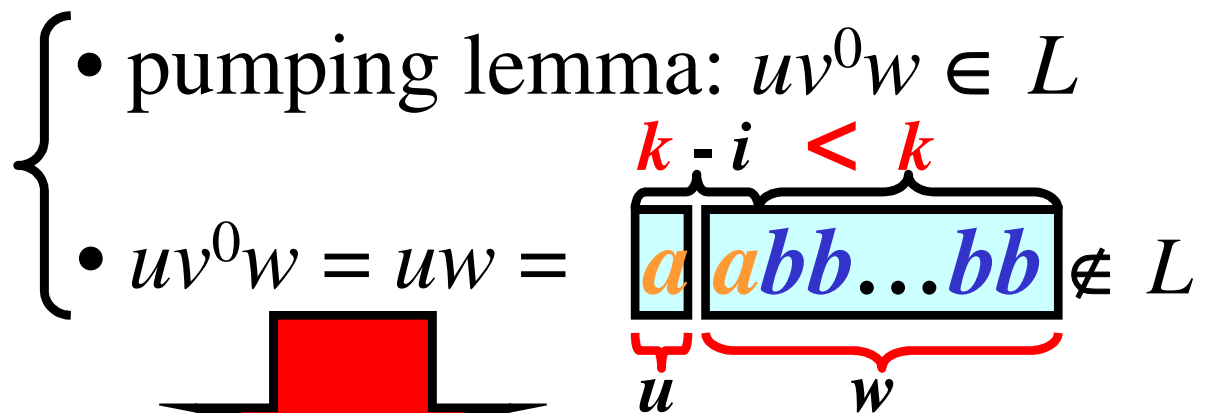 • pumping lemma: uv⁰w ∈ L
k - i < k
• uv⁰w = uw = a abb…bb ∉ L
u w